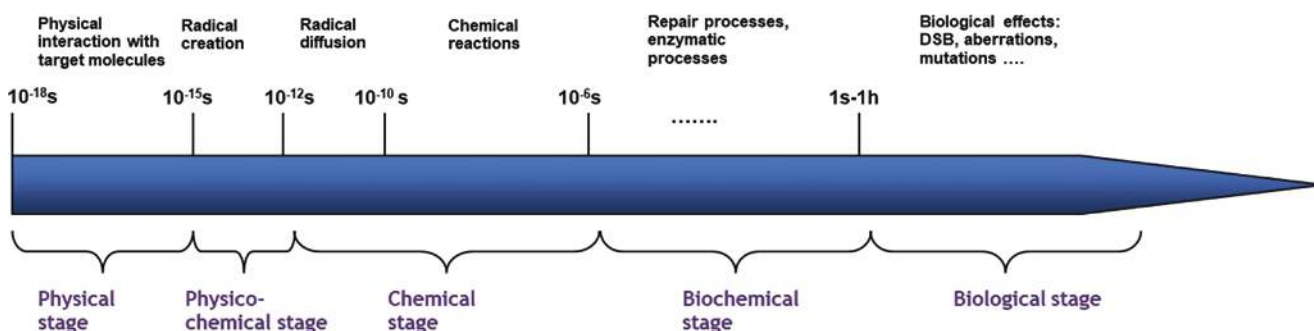 Physical
interaction with
target molecules
Radical
creation
Radical
diffusion
Chemical
reactions
Repair processes,
enzymatic
processes
Biological effects:
DSB, aberrations,
mutations ....
10-18s
10-15s
10-12s
10-10s
10-6s
.......
1s-1h
Physical
stage
Physico-
chemical stage
Chemical
stage
Biochemical
stage
Biological stage